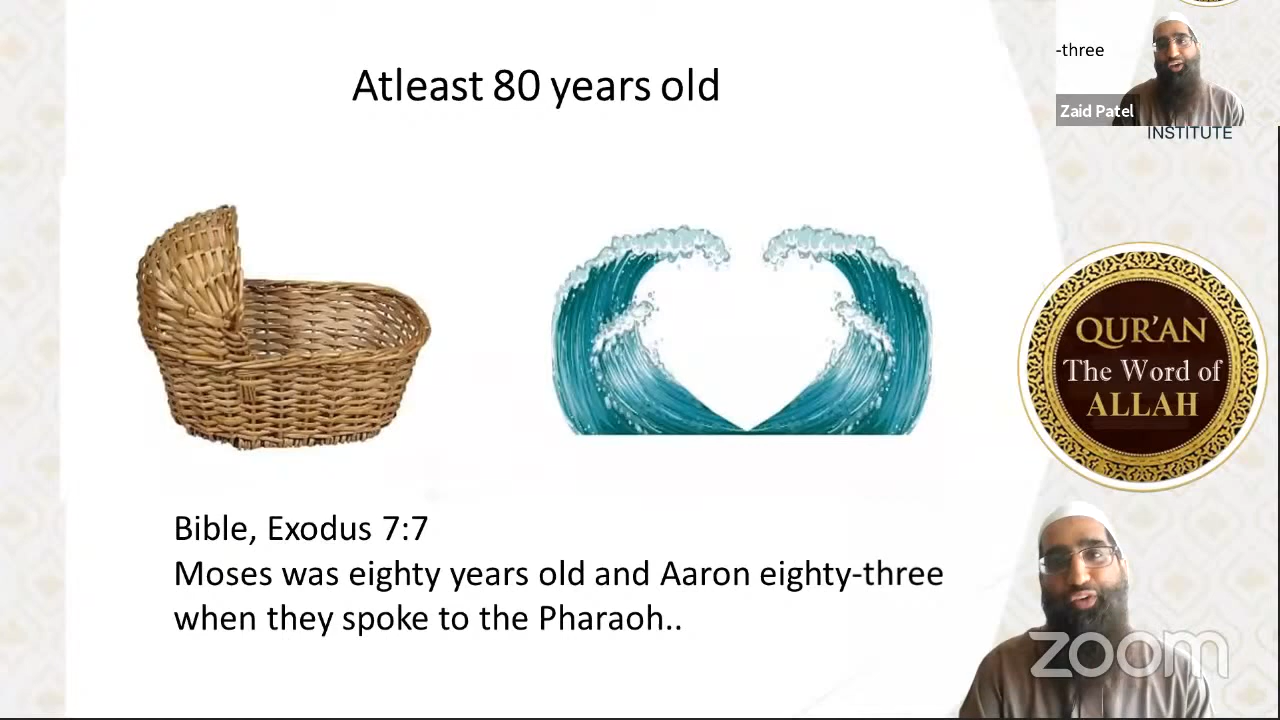 Atleast 80 years old
-three
Zaid Patel
INSTITUTE
QUR'AN
The Word of
ALLAH
Bible, Exodus 7:7
Moses was eighty years old and Aaron eighty-three
when they spoke to the Pharaoh..
zoom